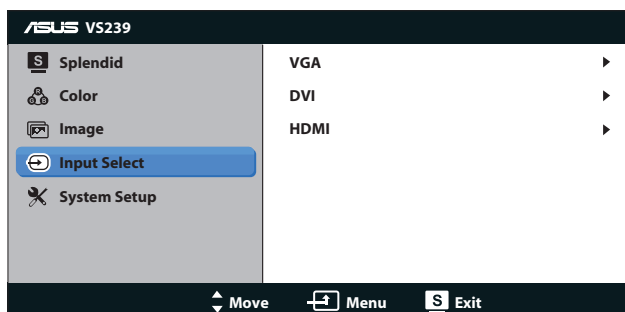 ASUS VS239
S Splendid
Color
R
G B
Image
Input Select
System Setup
VGA
DVI
HDMI
Move Menu S Exit